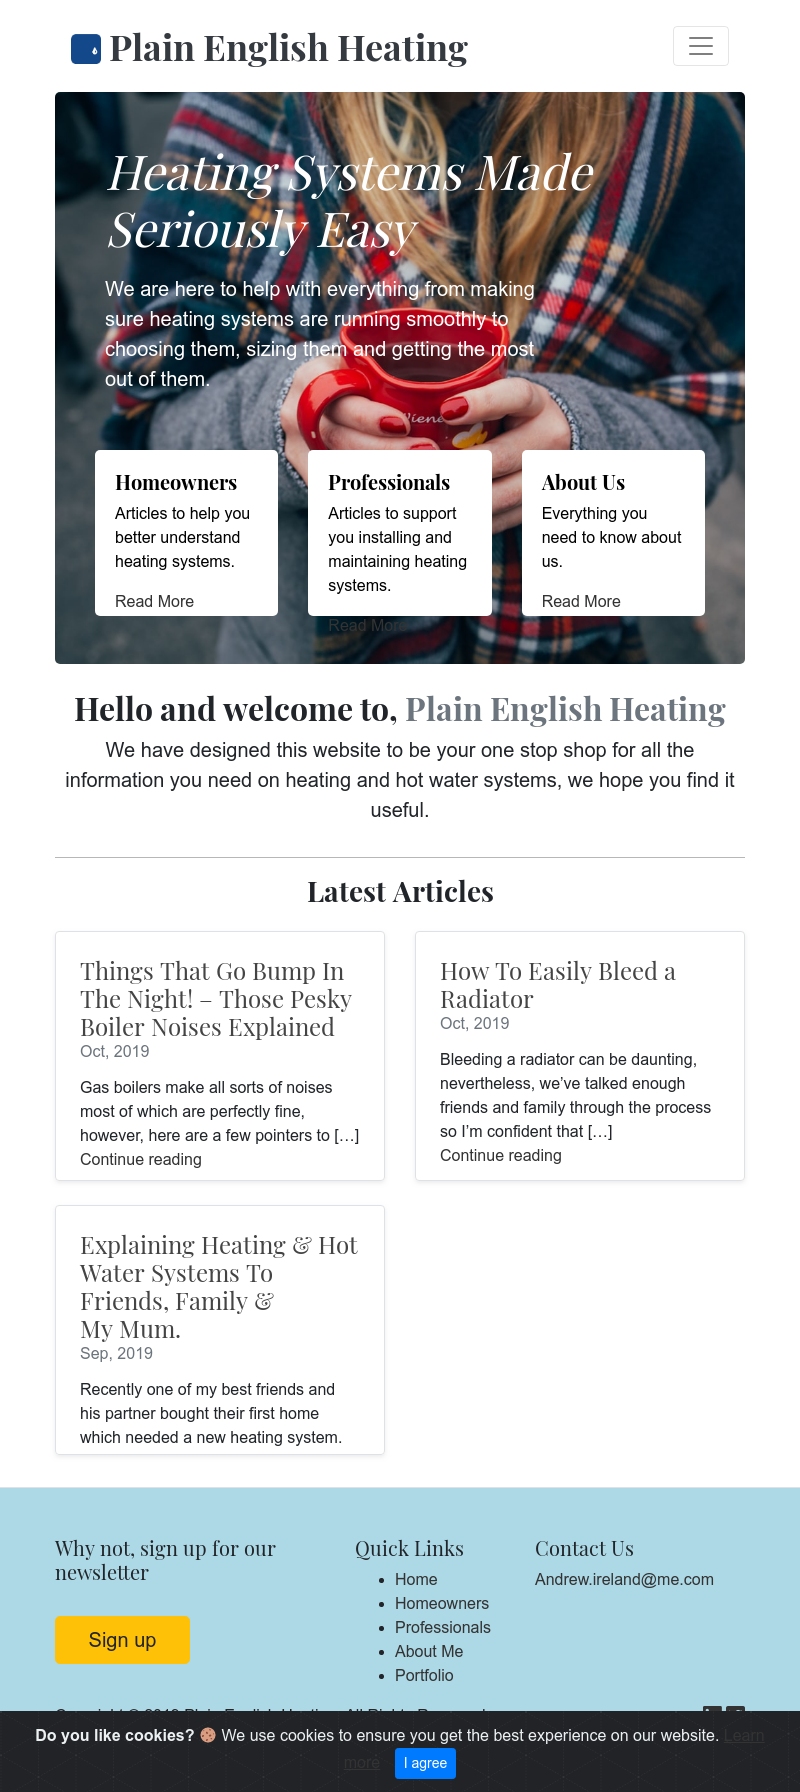 Plain English Heating
Heating Systems Made
Seriously Easy
We are here to help with everything from making
sure heating systems are running smoothly to
choosing them, sizing them and getting the most
out of them.
Viene
Homeowners
Articles to help you
better understand
heating systems.
Read More
Professionals
Articles to support
you installing and
maintaining heating
systems.
Read More
About Us
Everything you
need to know about
us.
Read More
Hello and welcome to, Plain English Heating
We have designed this website to be your one stop shop for all the
information you need on heating and hot water systems, we hope you find it
useful.
Latest Articles
Things That Go Bump In
The Night! – Those Pesky
Boiler Noises Explained
Oct, 2019
Gas boilers make all sorts of noises
most of which are perfectly fine,
however, here are a few pointers to […]
Continue reading
How To Easily Bleed a
Radiator
Oct, 2019
Bleeding a radiator can be daunting,
nevertheless, we’ve talked enough
friends and family through the process
so I’m confident that […]
Continue reading
Explaining Heating & Hot
Water Systems To
Friends, Family &
My Mum.
Sep, 2019
Recently one of my best friends and
his partner bought their first home
which needed a new heating system.
Why not, sign up for our
newsletter
Sign up
Quick Links
• Home
• Homeowners
• Professionals
• About Me
• Portfolio
Contact Us
Andrew.ireland@me.com
Do you like cookies? 🍪 We use cookies to ensure you get the best experience on our website. Learn
more
I agree